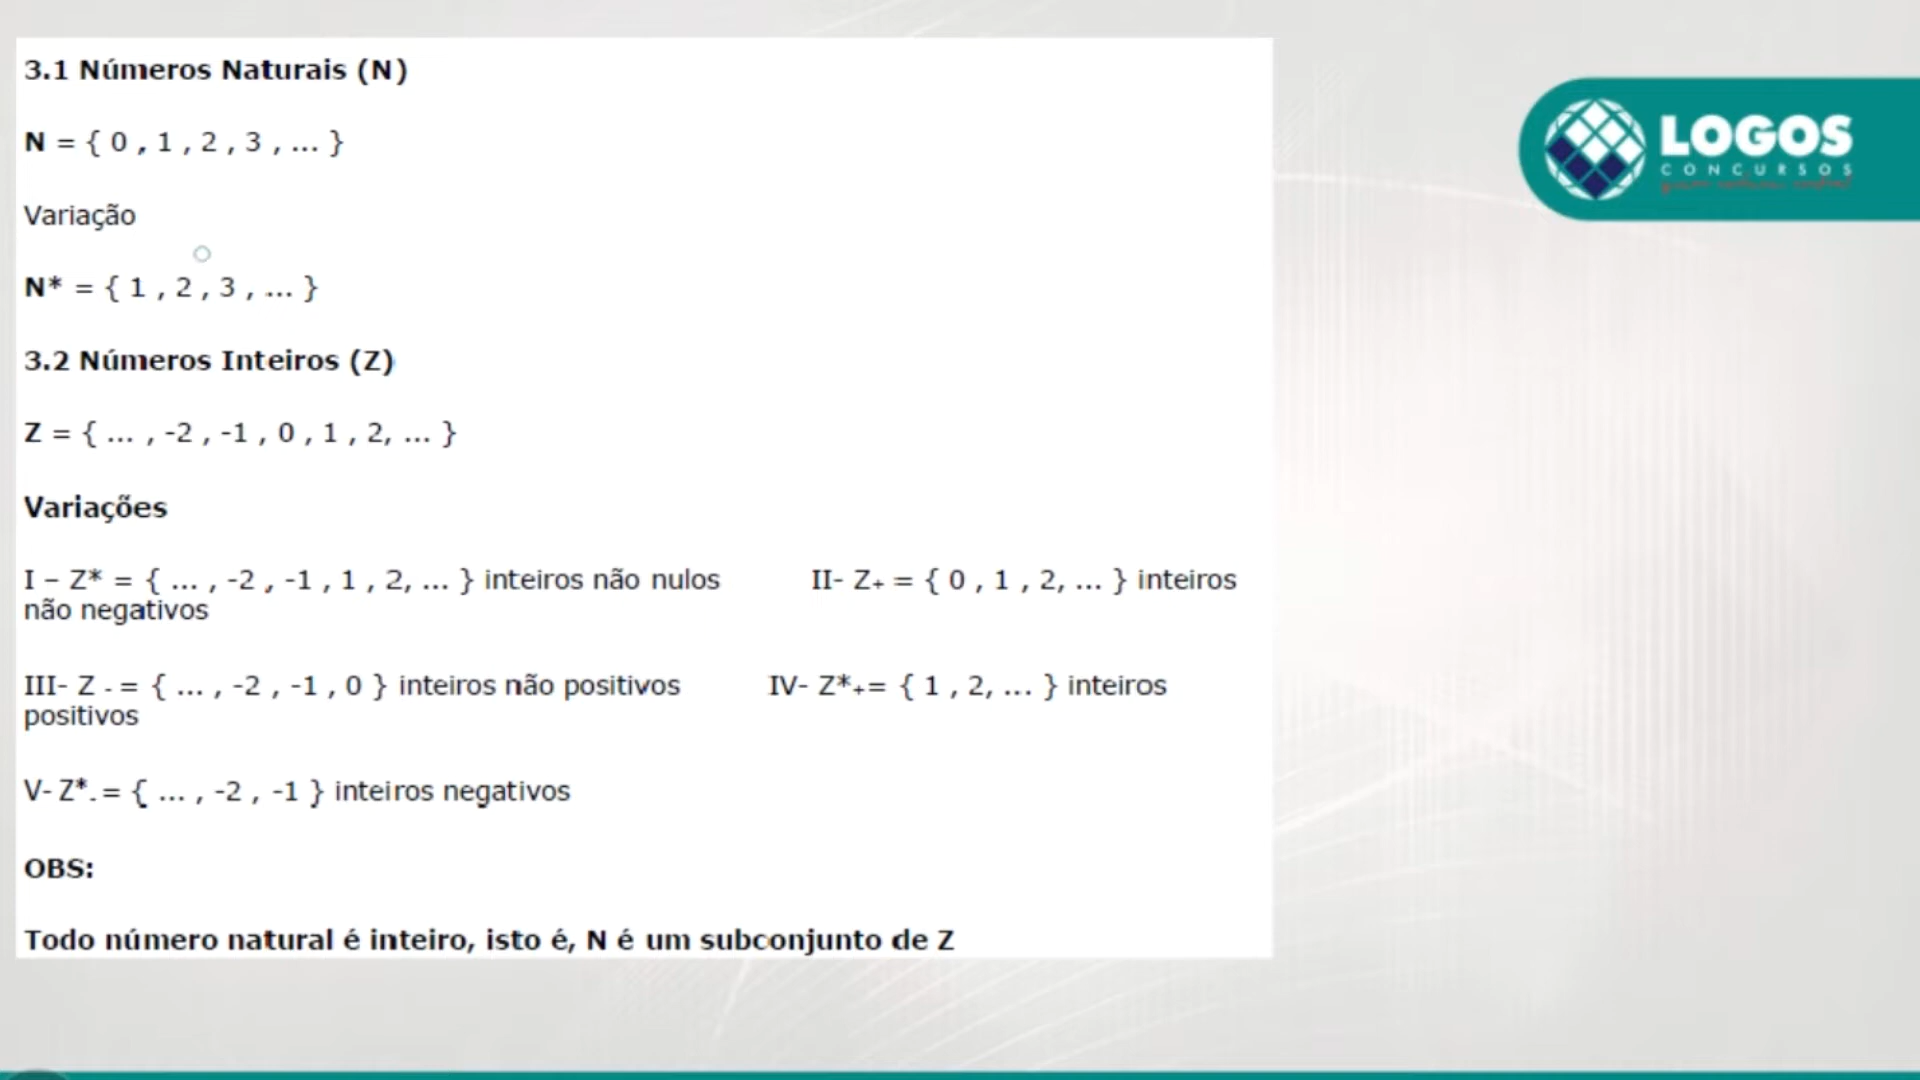 3.1 Números Naturais (N)
N = { 0 , 1 , 2 , 3 , ... }
Variação
N* = { 1 , 2 , 3 , ... }
3.2 Números Inteiros (Z)
Z = { ... , -2 , -1 , 0 , 1 , 2, ... }
Variações
I – Z* = { ... , -2 , -1 , 1 , 2, ... } inteiros não nulos II- Z+ = { 0 , 1 , 2, ... } inteiros
não negativos
III- Z - = { ... , -2 , -1 , 0 } inteiros não positivos IV- Z*+= { 1 , 2, ... } inteiros
positivos
V- Z*-= { ... , -2 , -1 } inteiros negativos
OBS:
Todo número natural é inteiro, isto é, N é um subconjunto de Z
LOGOS
CONCURSOS